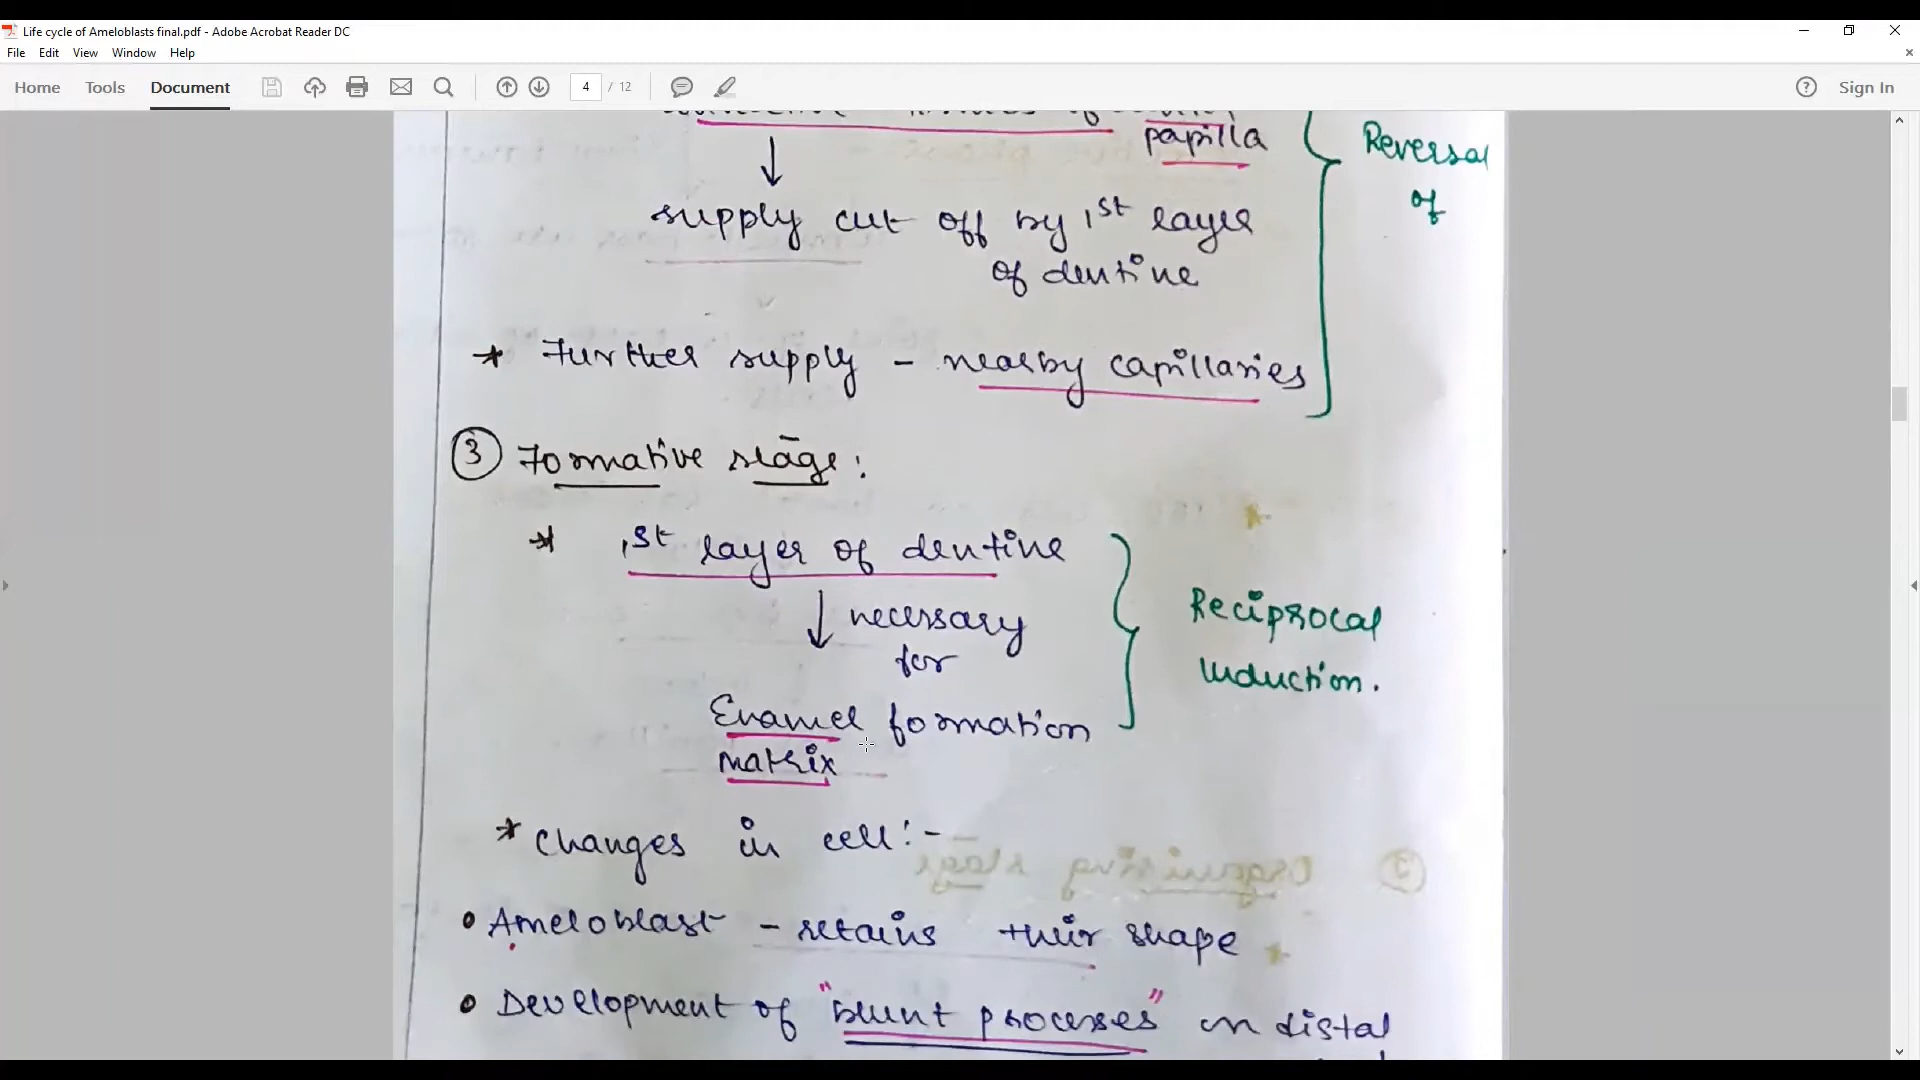 Life cycle of Ameloblasts final.pdf - Adobe Acrobat Reader DC
File Edit View Window Help
Home Tools Document 4 / 12 Sign In
papilla
Reversal
of
supply cut off by 1st layer
of dentine
* Further supply - nearby capillaries
③ Formative stage:
* 1st layer of dentine
↓ necessary
for
Enamel formation
matrix
Reciprocal
Induction.
* Changes in cell:-
• Ameloblast - retains their shape
• Development of "blunt processes" on distal